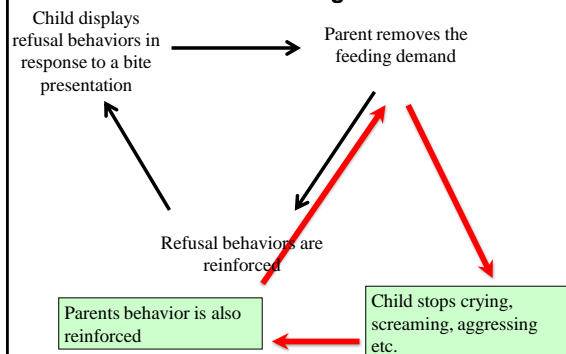 Child displays
refusal behaviors in
response to a bite
presentation
Parent removes the
feeding demand
Refusal behaviors are
reinforced
Parents behavior is also
reinforced
Child stops crying,
screaming, aggressing
etc.